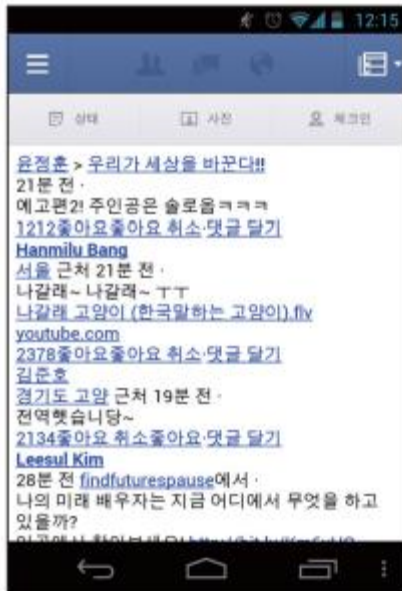 12:15
상태 사진 체크인
윤정훈 > 우리가 세상을 바꾼다!!
21분 전 ·
예고편2! 주인공은 솔로몬ㅋㅋㅋ
1212좋아요좋아요 취소·댓글 달기
Hanmilu Bang
서울 근처 21분 전 ·
나갈래~ 나갈래~ ㅜㅜ
나갈래 고양이 (한국말하는 고양이).flv
youtube.com
2378좋아요좋아요 취소·댓글 달기
김준호
경기도 고양 근처 19분 전 ·
전역햇습니당~
2134좋아요 취소좋아요·댓글 달기
Leesul Kim
28분 전 findfuturespause에서 ·
나의 미래 배우자는 지금 어디에서 무엇을 하고
있을까?